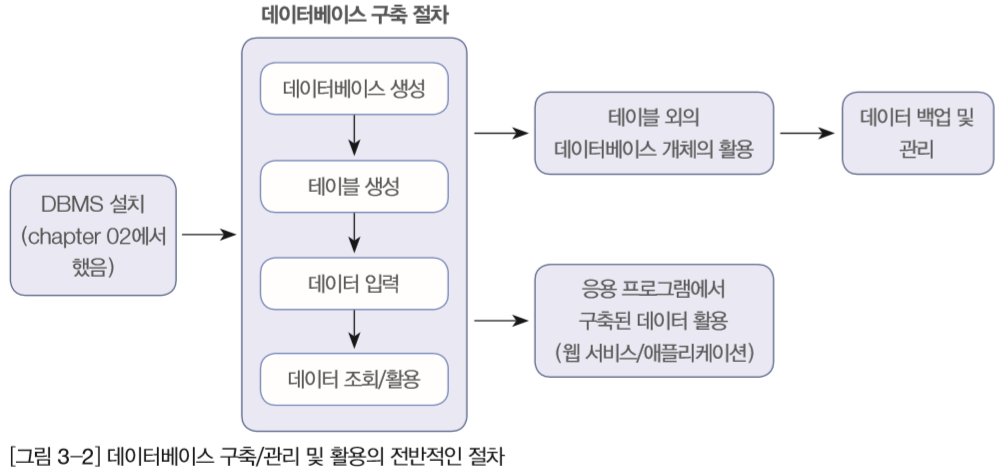 데이터베이스 구축 절차
데이터베이스 생성
테이블 생성
데이터 입력
데이터 조회/활용
DBMS 설치
(chapter 02에서
했음)
테이블 외의
데이터베이스 개체의 활용
데이터 백업 및
관리
응용 프로그램에서
구축된 데이터 활용
(웹 서비스/애플리케이션)
[그림 3-2] 데이터베이스 구축/관리 및 활용의 전반적인 절차